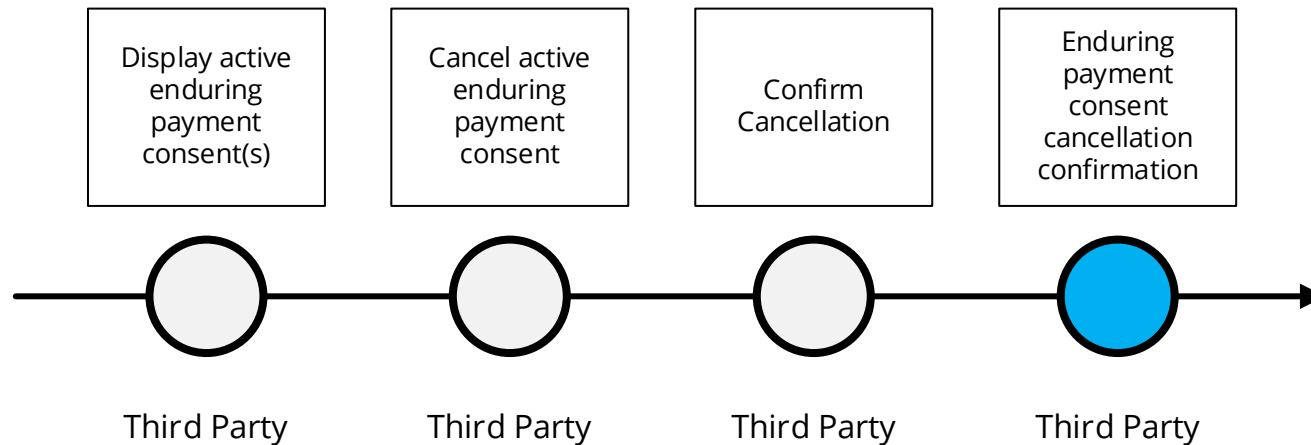 Display active
enduring
payment
consent(s)
Cancel active
enduring
payment
consent
Confirm
Cancellation
Enduring
payment
consent
cancellation
confirmation
Third Party
Third Party
Third Party
Third Party